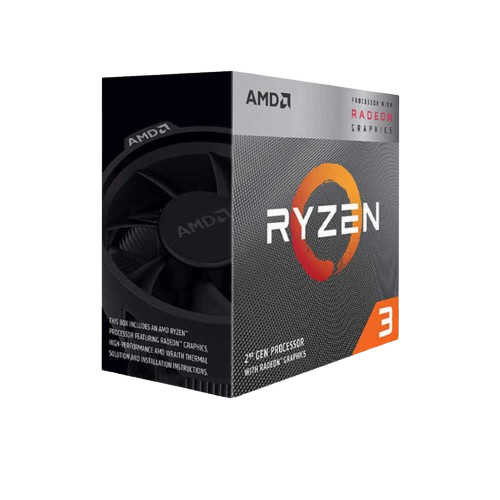 AMD
PROCESSOR WITH
RADEON
GRAPHICS
AMD
AMD
RYZEN
3
THIS BOX INCLUDES AN AMD RYZEN™
PROCESSOR FEATURING RADEON™ GRAPHICS,
HIGH-PERFORMANCE AMD WRAITH THERMAL
SOLUTION AND INSTALLATION INSTRUCTIONS.
2ND GEN PROCESSOR
WITH RADEON™ GRAPHICS